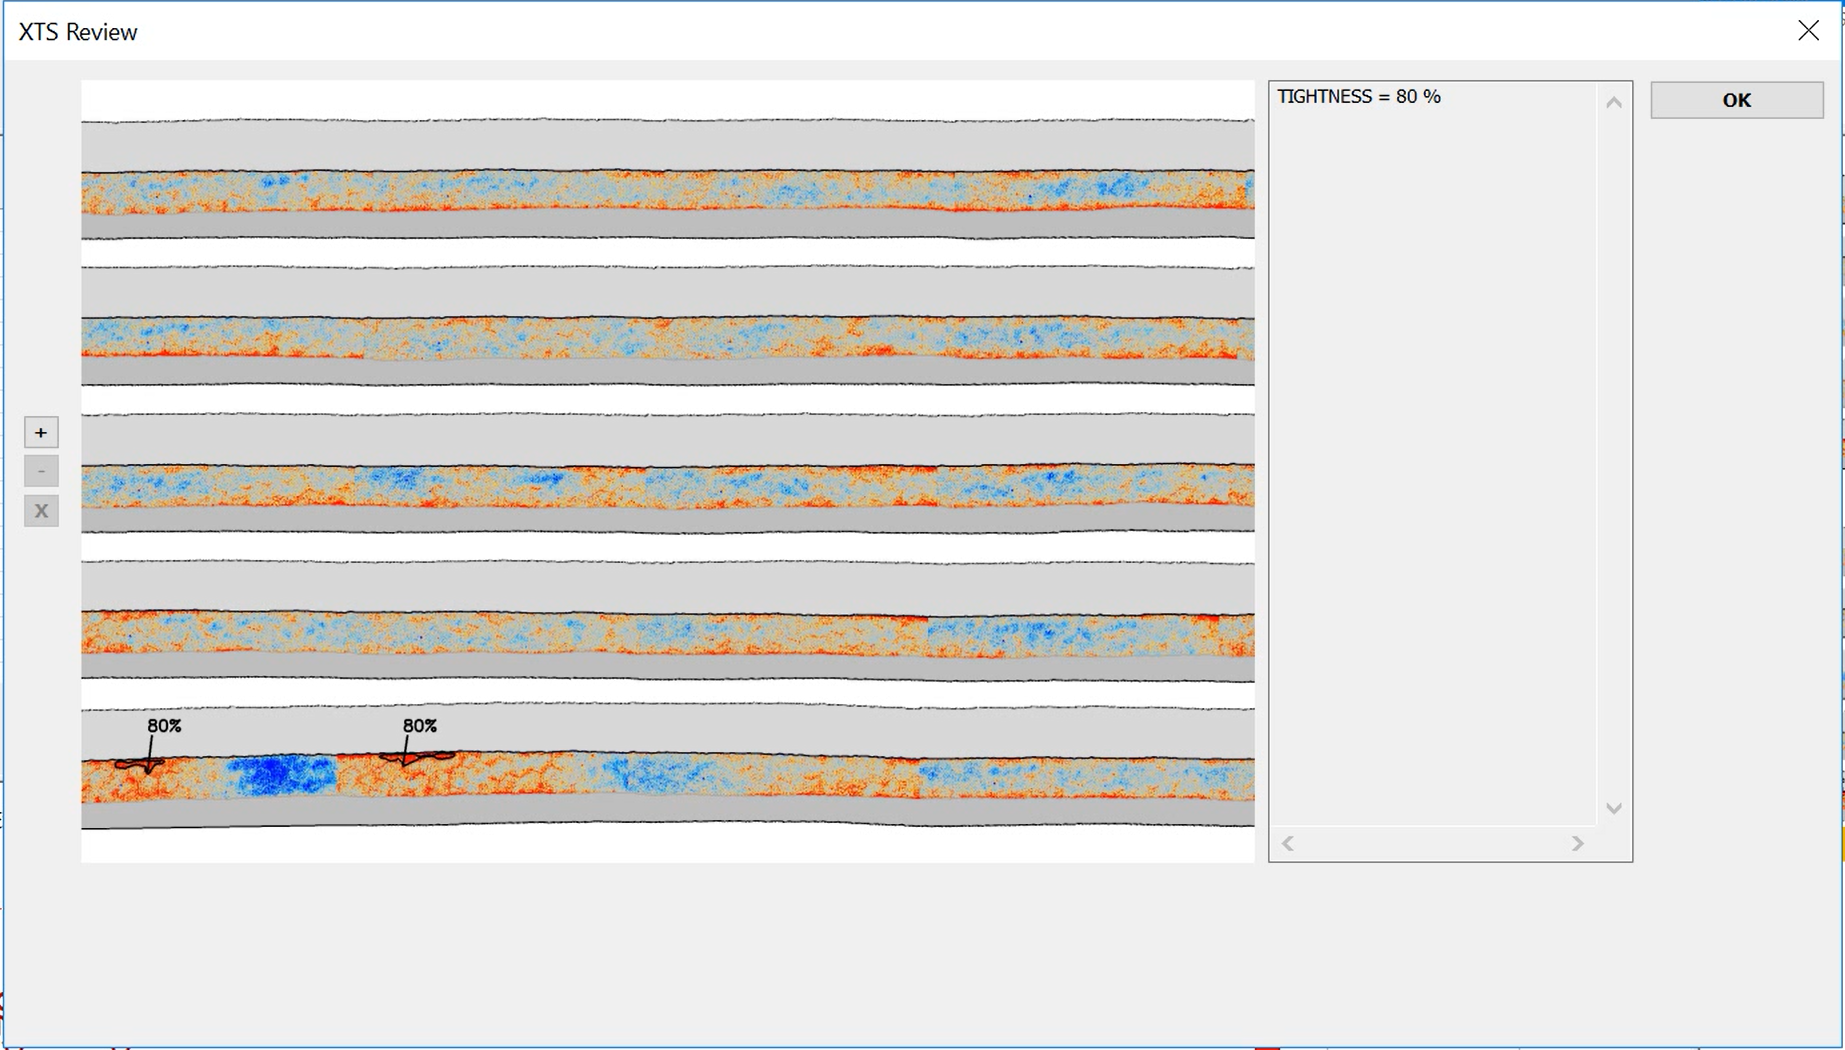 XTS Review
TIGHTNESS = 80 %
OK
+
-
X
80%
80%